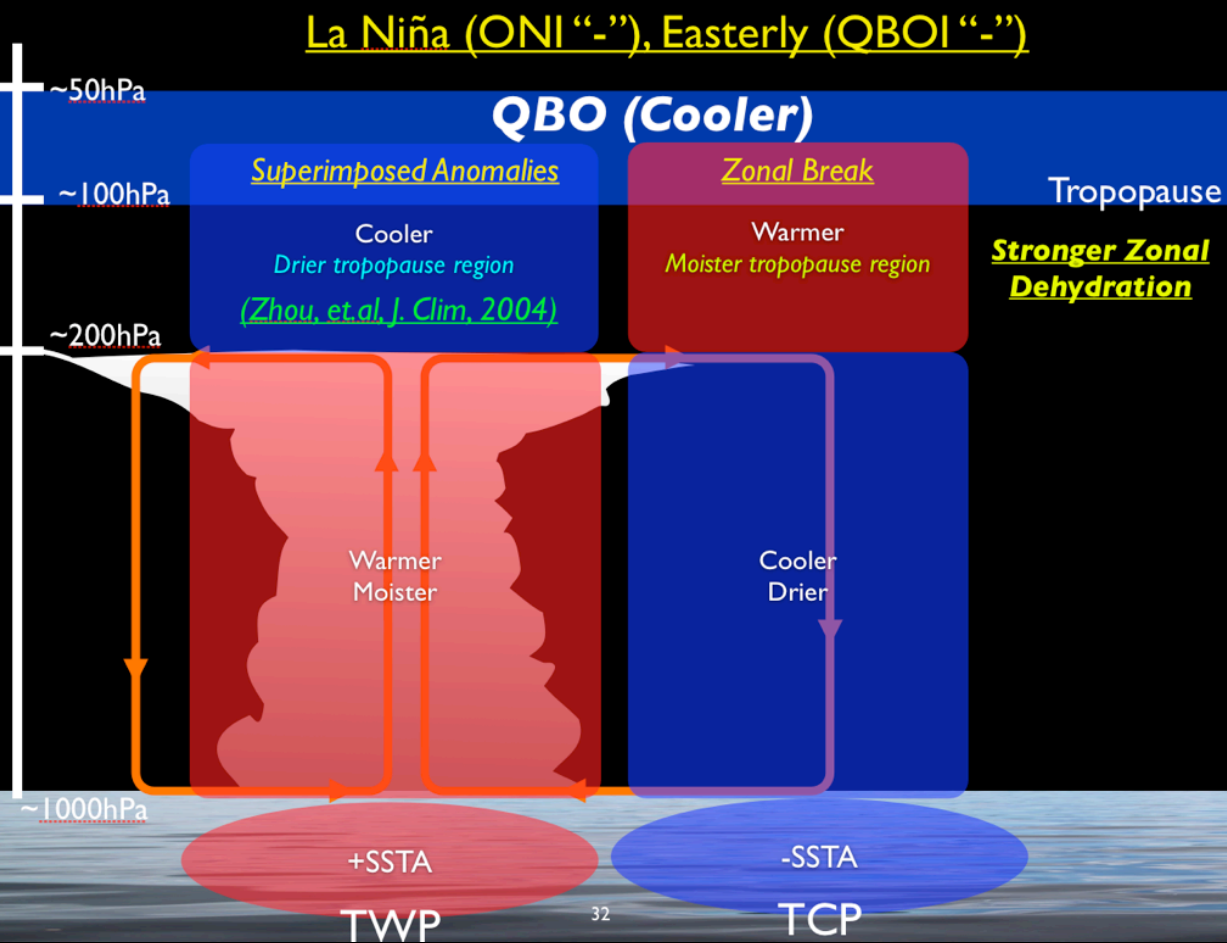 La Niña (ONI “-”), Easterly (QBOI “-”)
~50hPa
QBO (Cooler)
Superimposed Anomalies
Zonal Break
~100hPa
Tropopause
Cooler
Drier tropopause region
(Zhou, et.al, J. Clim, 2004)
Warmer
Moister tropopause region
Stronger Zonal
Dehydration
~200hPa
Warmer
Moister
Cooler
Drier
~1000hPa
+SSTA
-SSTA
TWP
32
TCP